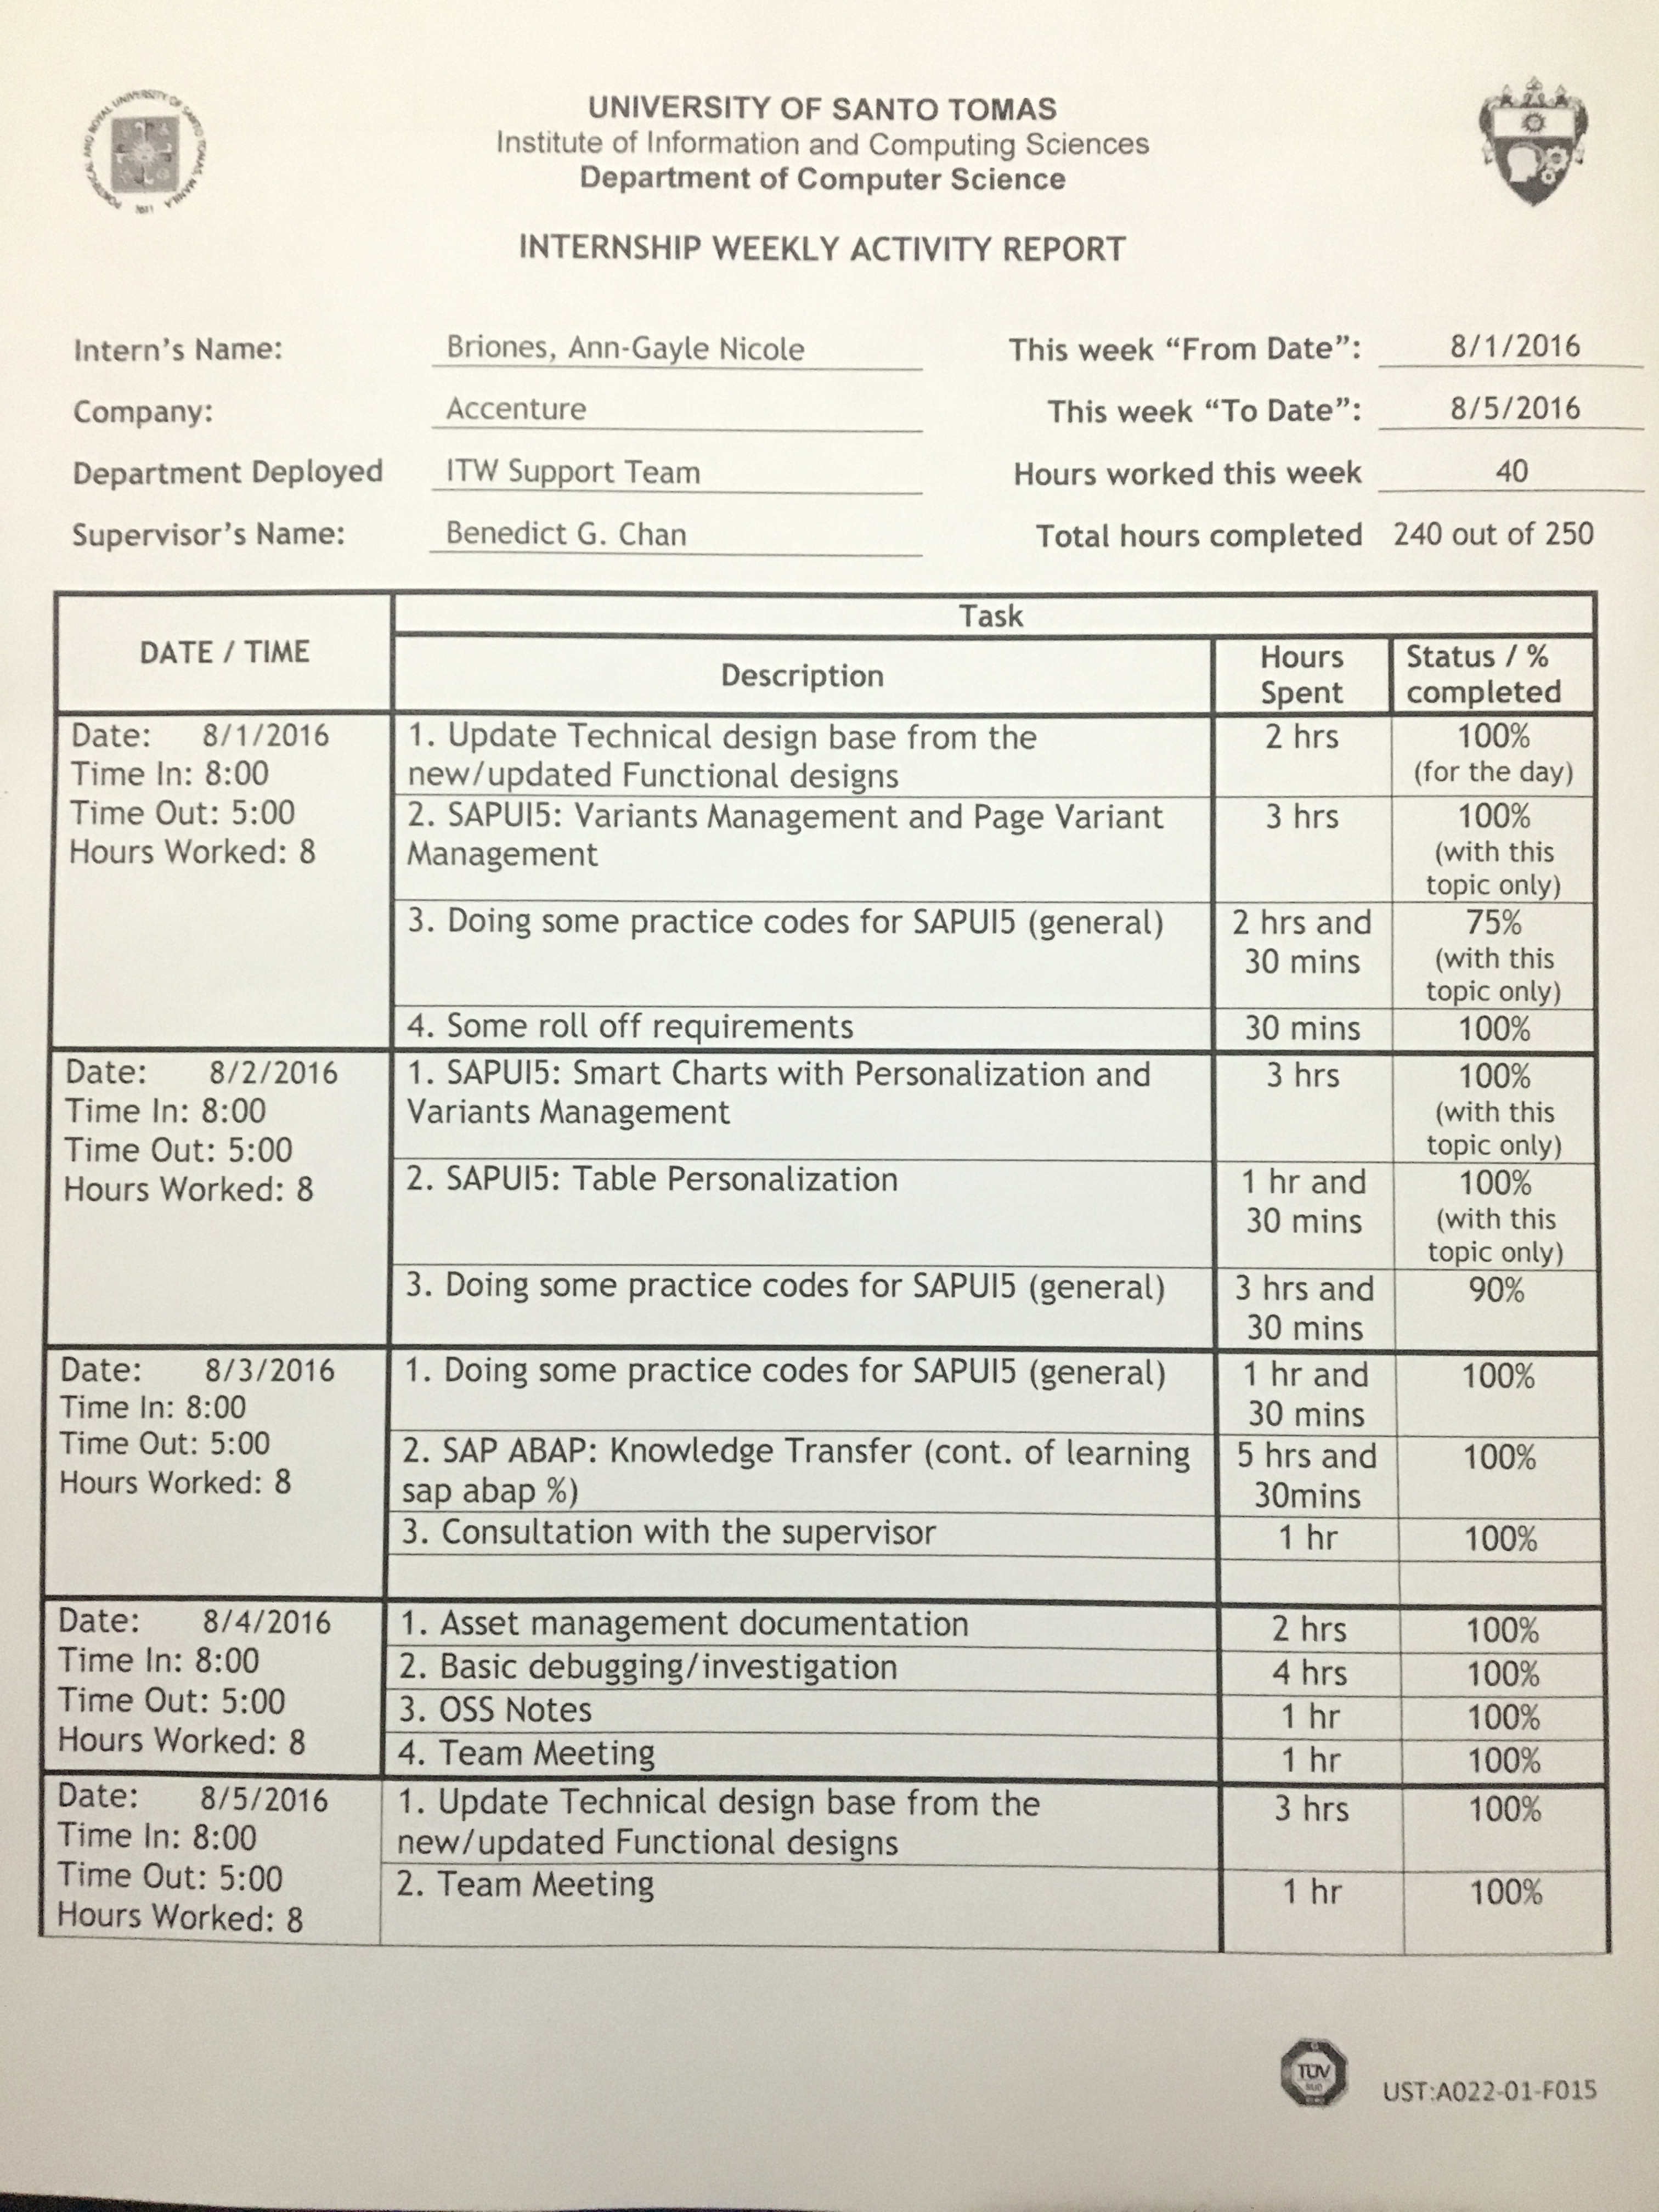 UNIVERSITY OF SANTO TOMAS
Institute of Information and Computing Sciences
Department of Computer Science
INTERNSHIP WEEKLY ACTIVITY REPORT
Intern's Name: Briones, Ann-Gayle Nicole This week "From Date": 8/1/2016
Company: Accenture This week "To Date": 8/5/2016
Department Deployed ITW Support Team Hours worked this week 40
Supervisor's Name: Benedict G. Chan Total hours completed 240 out of 250
DATE / TIME
Task
Description
Hours
Spent
Status / %
completed
Date: 8/1/2016
Time In: 8:00
Time Out: 5:00
Hours Worked: 8
1. Update Technical design base from the
new/updated Functional designs
2 hrs
100%
(for the day)
2. SAPUI5: Variants Management and Page Variant
Management
3 hrs
100%
(with this
topic only)
3. Doing some practice codes for SAPUI5 (general)
2 hrs and
30 mins
75%
(with this
topic only)
4. Some roll off requirements
30 mins
100%
Date: 8/2/2016
Time In: 8:00
Time Out: 5:00
Hours Worked: 8
1. SAPUI5: Smart Charts with Personalization and
Variants Management
3 hrs
100%
(with this
topic only)
2. SAPUI5: Table Personalization
1 hr and
30 mins
100%
(with this
topic only)
3. Doing some practice codes for SAPUI5 (general)
3 hrs and
30 mins
90%
Date: 8/3/2016
Time In: 8:00
Time Out: 5:00
Hours Worked: 8
1. Doing some practice codes for SAPUI5 (general)
1 hr and
30 mins
100%
2. SAP ABAP: Knowledge Transfer (cont. of learning
sap abap %)
5 hrs and
30mins
100%
3. Consultation with the supervisor
1 hr
100%
Date: 8/4/2016
Time In: 8:00
Time Out: 5:00
Hours Worked: 8
1. Asset management documentation
2 hrs
100%
2. Basic debugging/investigation
4 hrs
100%
3. OSS Notes
1 hr
100%
4. Team Meeting
1 hr
100%
Date: 8/5/2016
Time In: 8:00
Time Out: 5:00
Hours Worked: 8
1. Update Technical design base from the
new/updated Functional designs
3 hrs
100%
2. Team Meeting
1 hr
100%
TUV
UST:A022-01-F015